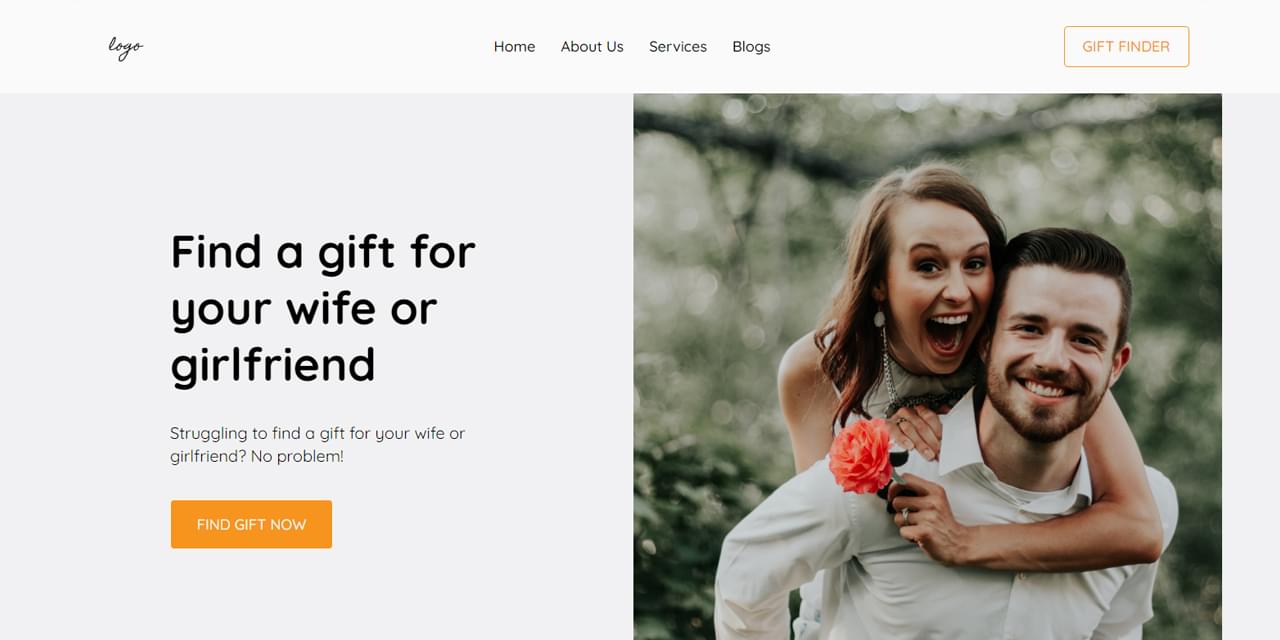 logo
Home About Us Services Blogs
GIFT FINDER
Find a gift for
your wife or
girlfriend
Struggling to find a gift for your wife or
girlfriend? No problem!
FIND GIFT NOW